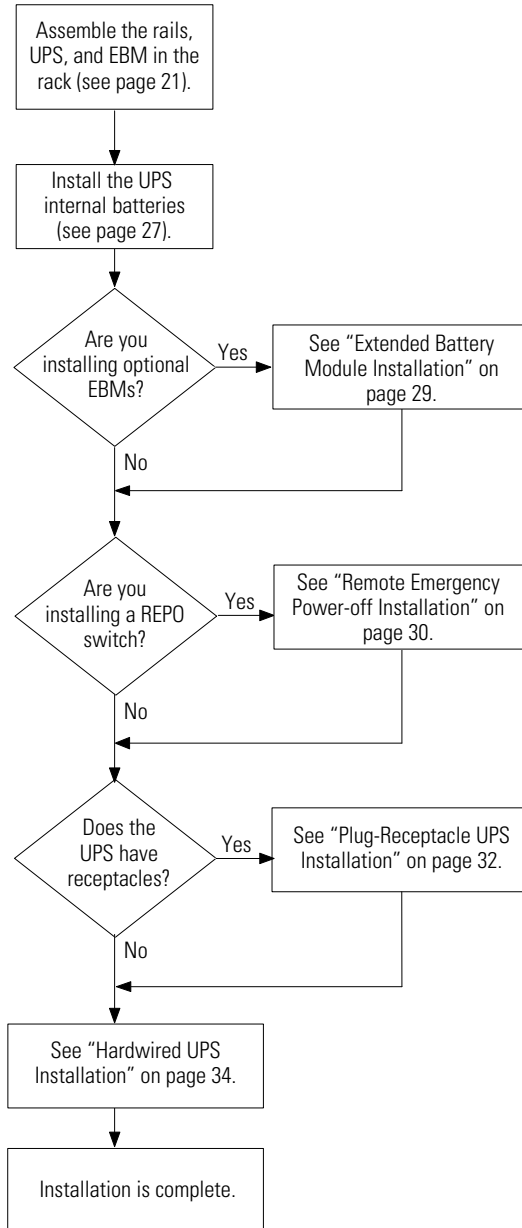 Assemble the rails,
UPS, and EBM in the
rack (see page 21).
Install the UPS
internal batteries
(see page 27).
Are you
installing optional
EBMs?
Yes
See “Extended Battery
Module Installation” on
page 29.
No
Are you
installing a REPO
switch?
Yes
See “Remote Emergency
Power-off Installation” on
page 30.
No
Does the
UPS have
receptacles?
Yes
See “Plug-Receptacle UPS
Installation” on page 32.
No
See “Hardwired UPS
Installation” on page 34.
Installation is complete.